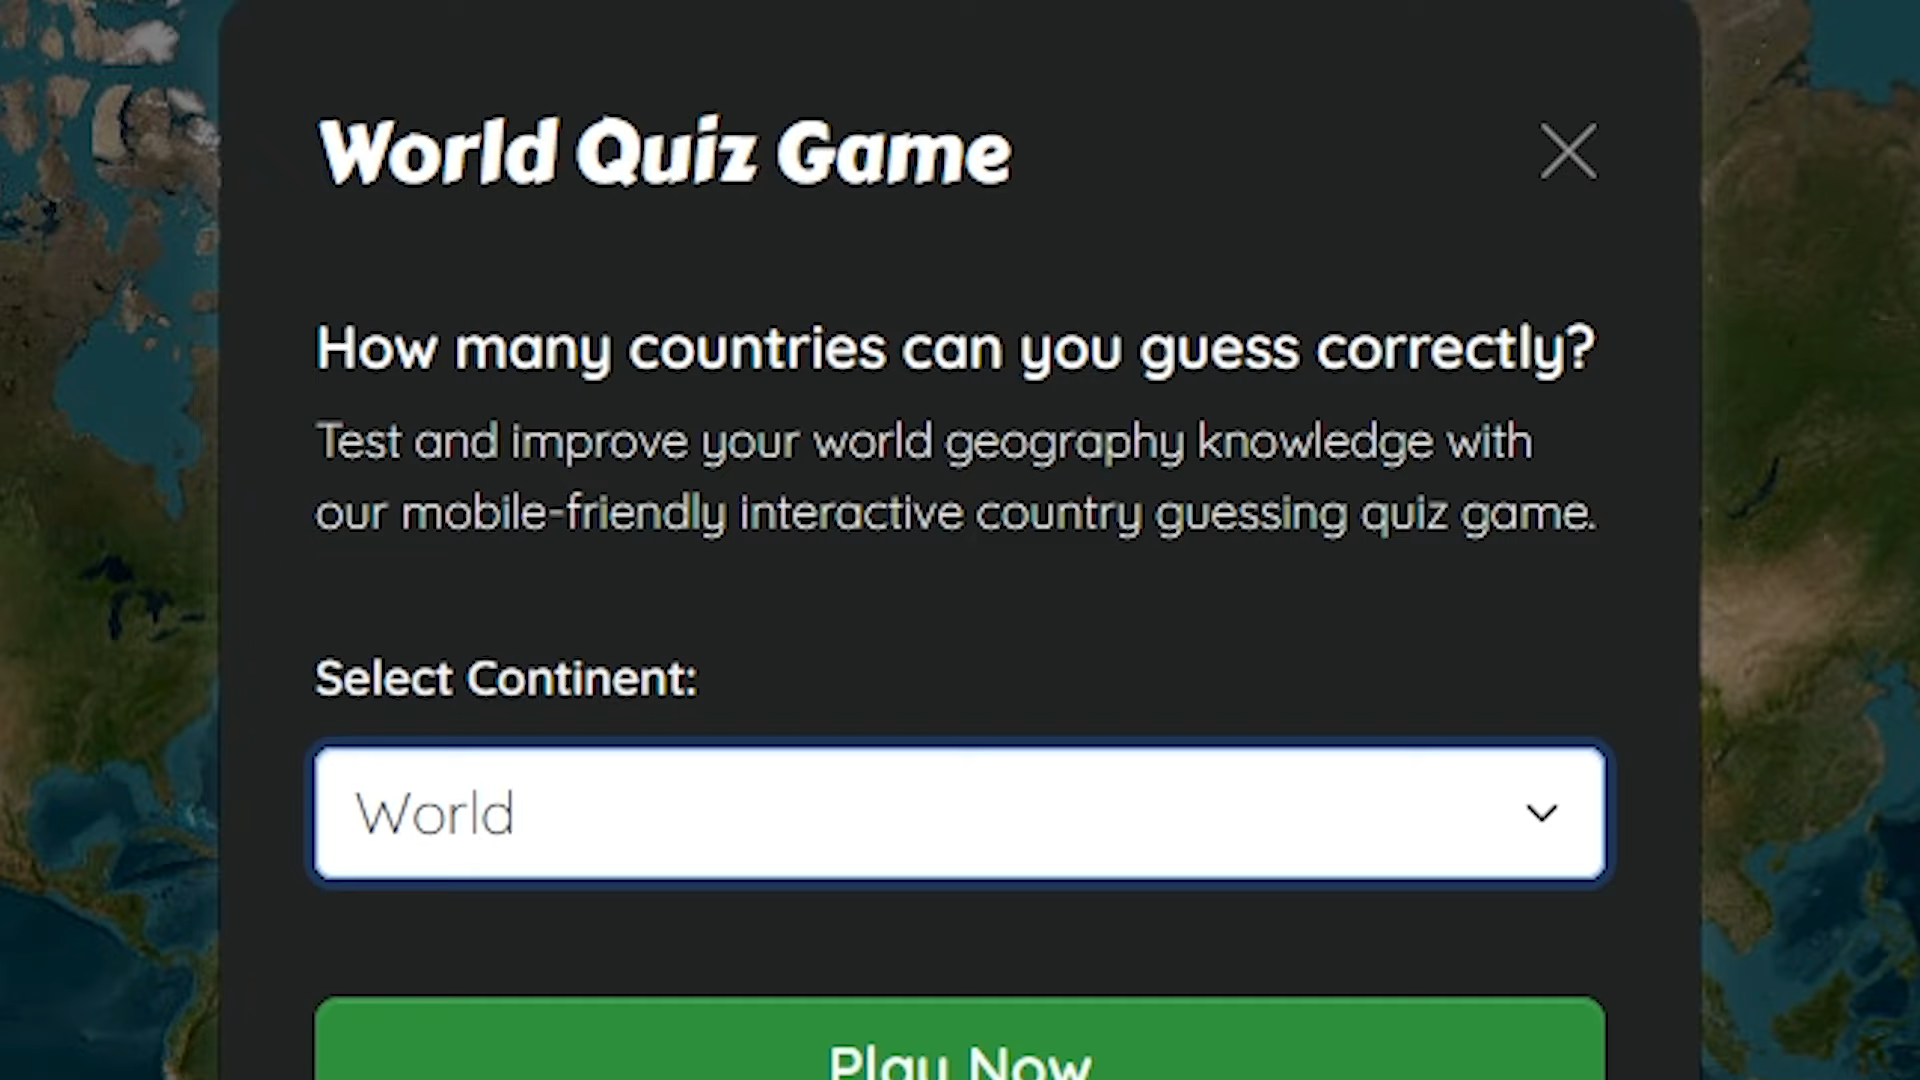 World Quiz Game
How many countries can you guess correctly?
Test and improve your world geography knowledge with
our mobile-friendly interactive country guessing quiz game.
Select Continent:
World
Play Now